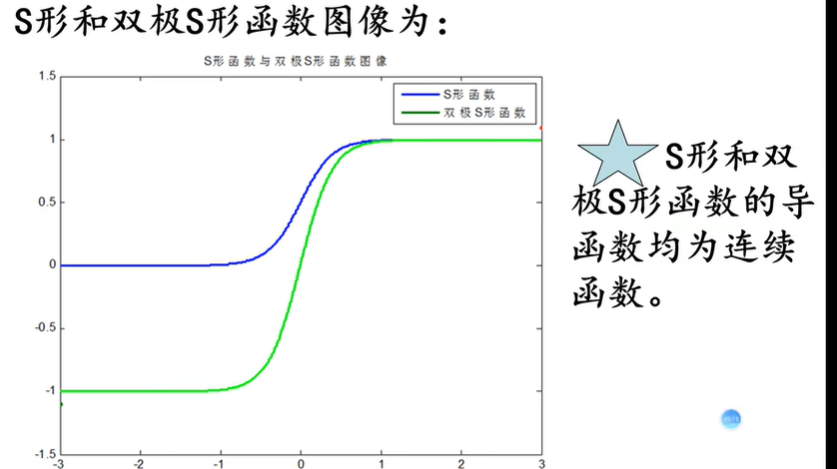 S形和双极S形函数图像为：
S形函数与双极S形函数图像
1.5
1
0.5
0
-0.5
-1
-1.5
-3 -2 -1 0 1 2 3
S形函数
双极S形函数
S形和双
极S形函数的导
函数均为连续
函数。